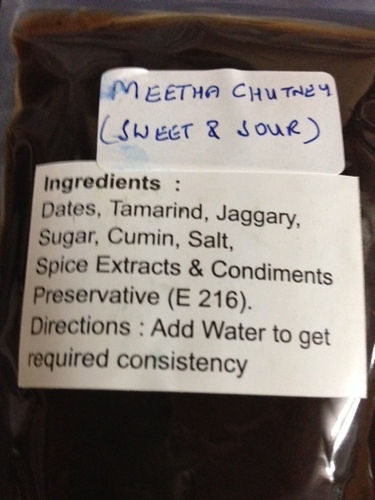 MEETHA CHUTNEY
(SWEET & SOUR)
Ingredients :
Dates, Tamarind, Jaggary,
Sugar, Cumin, Salt,
Spice Extracts & Condiments
Preservative (E 216).
Directions : Add Water to get
required consistency